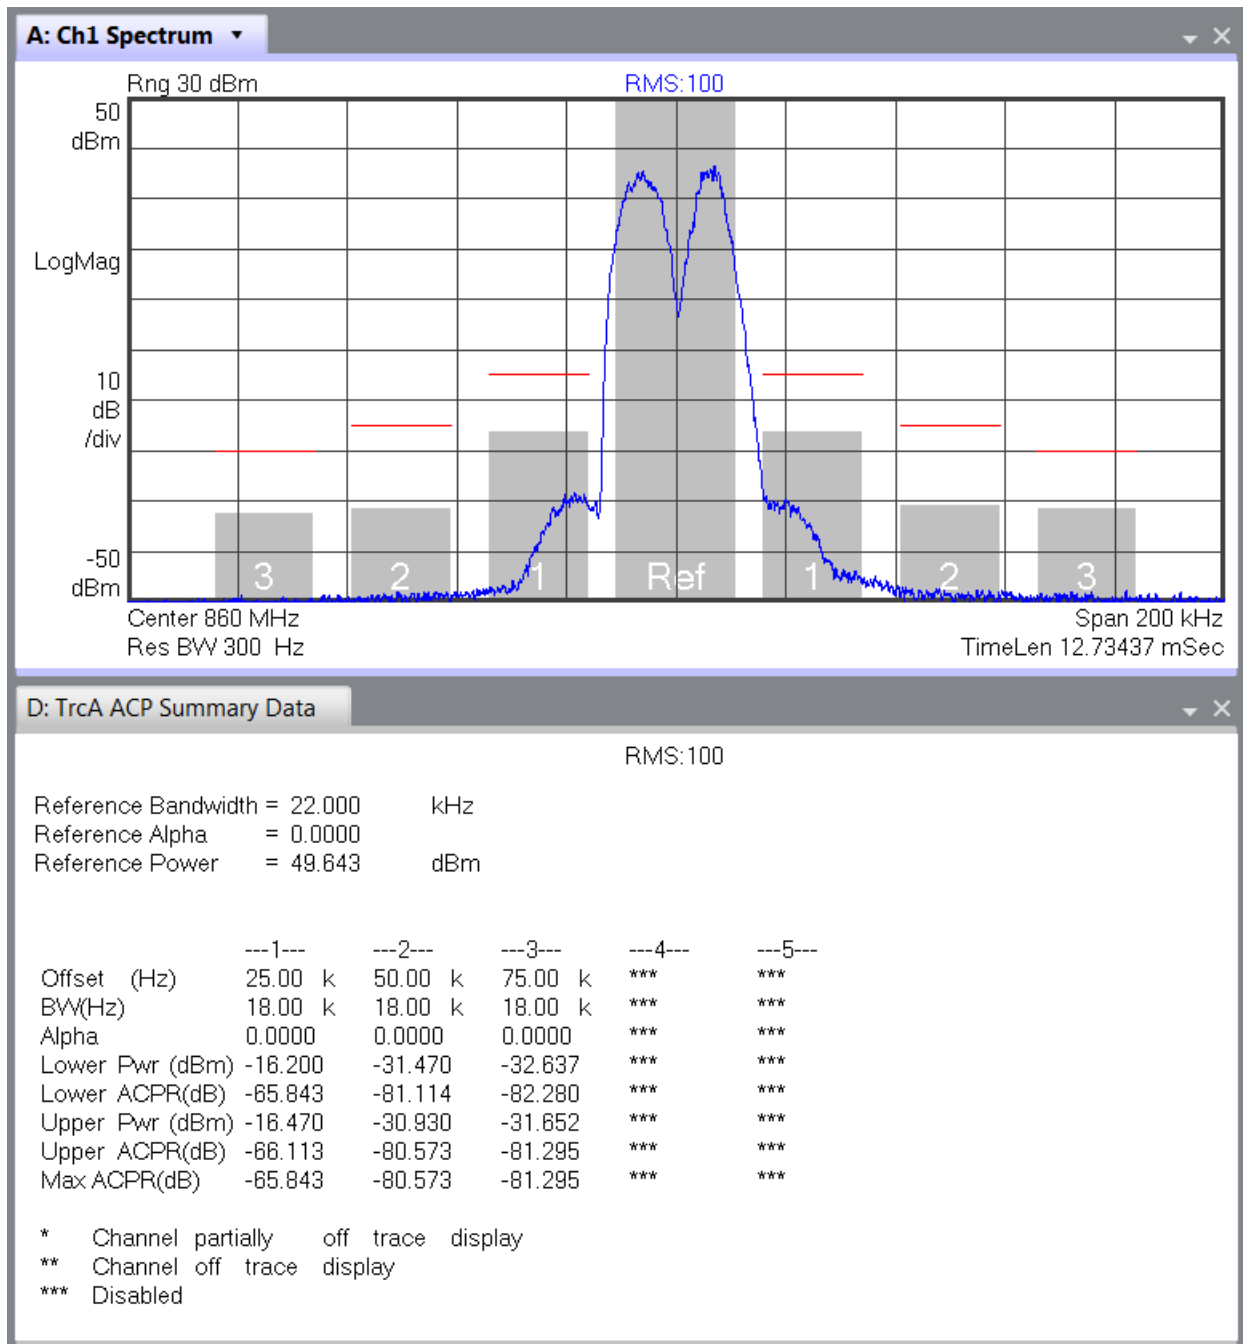 A: Ch1 Spectrum
Rng 30 dBm
RMS:100
50
dBm
LogMag
10
dB
/div
-50
dBm
3 2 1 Ref 1 2 3
Center 860 MHz
Span 200 kHz
Res BW 300 Hz
TimeLen 12.73437 mSec
D: TrcA ACP Summary Data
RMS:100
Reference Bandwidth = 22.000 kHz
Reference Alpha = 0.0000
Reference Power = 49.643 dBm
---1--- ---2--- ---3--- ---4--- ---5---
Offset (Hz) 25.00 k 50.00 k 75.00 k *** ***
BW(Hz) 18.00 k 18.00 k 18.00 k *** ***
Alpha 0.0000 0.0000 0.0000 *** ***
Lower Pwr (dBm) -16.200 -31.470 -32.637 *** ***
Lower ACPR(dB) -65.843 -81.114 -82.280 *** ***
Upper Pwr (dBm) -16.470 -30.930 -31.652 *** ***
Upper ACPR(dB) -66.113 -80.573 -81.295 *** ***
Max ACPR(dB) -65.843 -80.573 -81.295 *** ***
* Channel partially off trace display
** Channel off trace display
*** Disabled